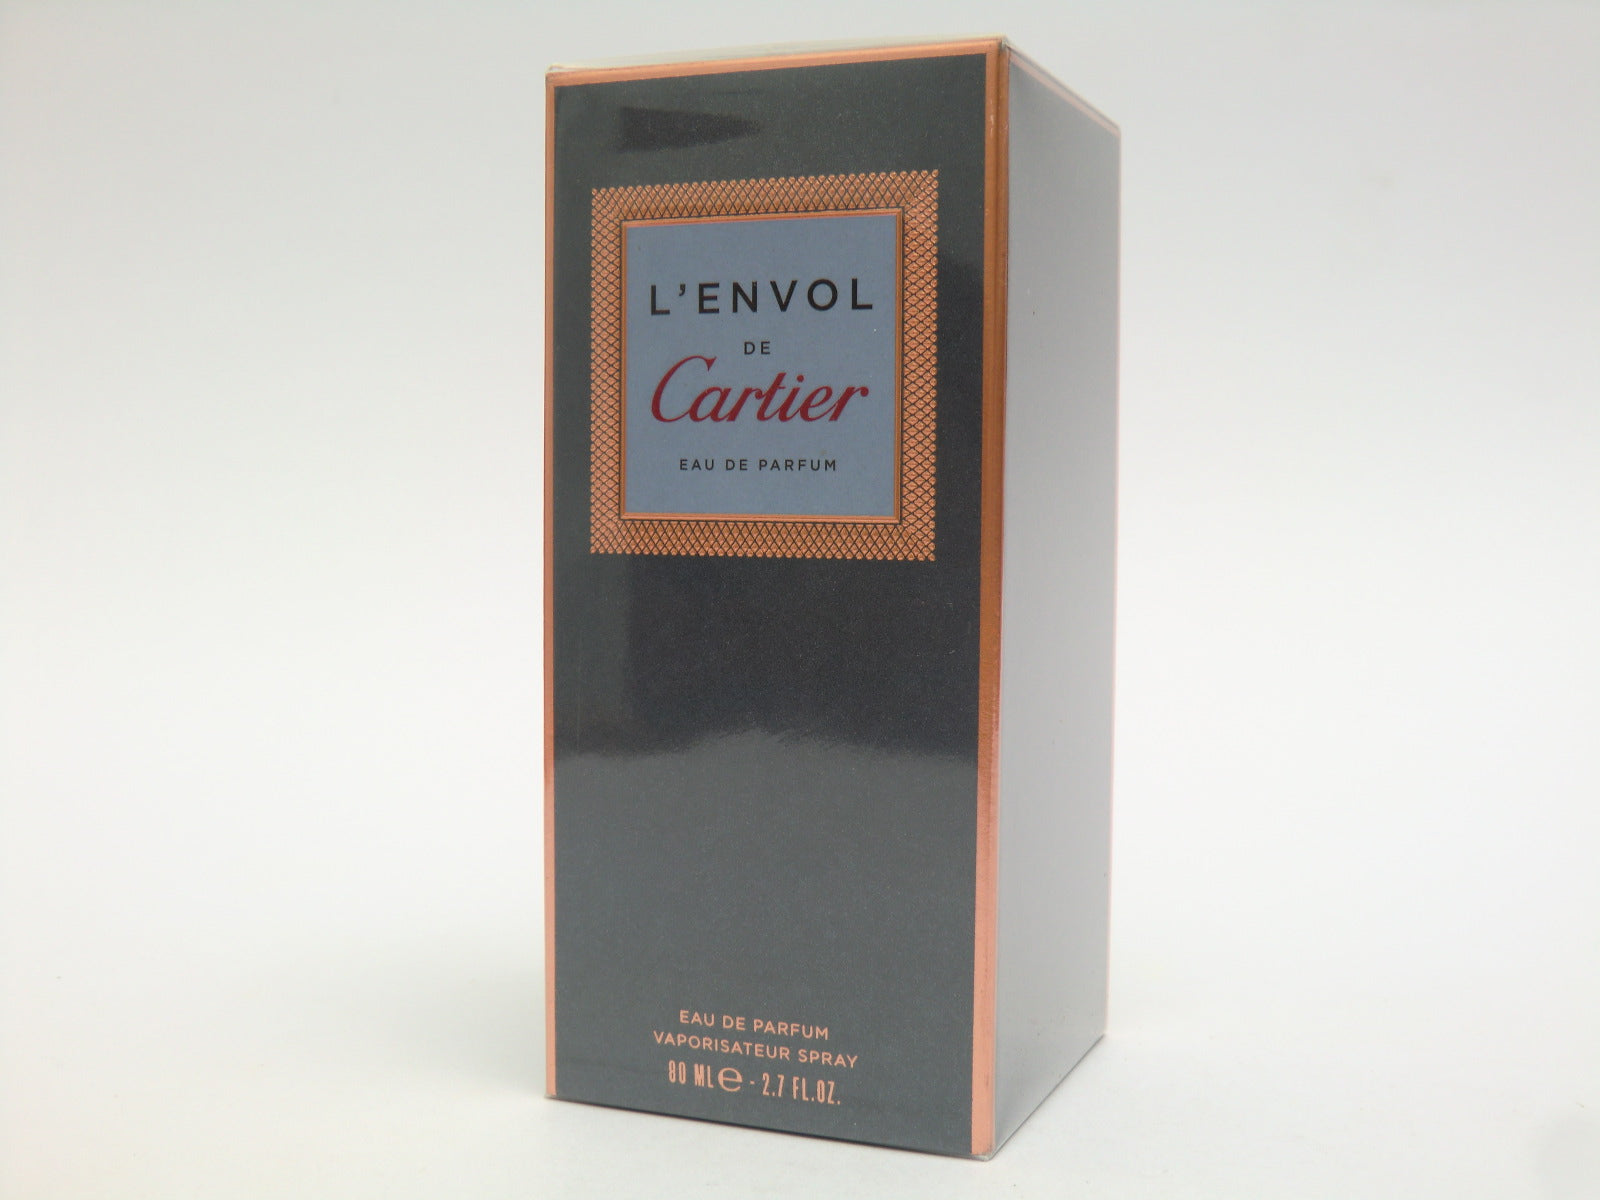 L'ENVOL
DE
Cartier
EAU DE PARFUM
EAU DE PARFUM
VAPORISATEUR SPRAY
80 ML e - 2.7 FL.OZ.